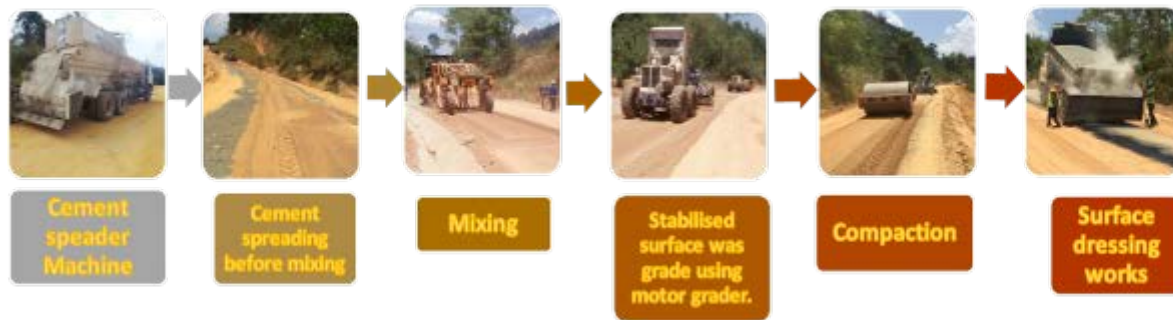 Cement
speader
Machine
Cement
spreading
before mixing
Mixing
Stabilised
surface was
grade using
motor grader.
Compaction
Surface
dressing
works